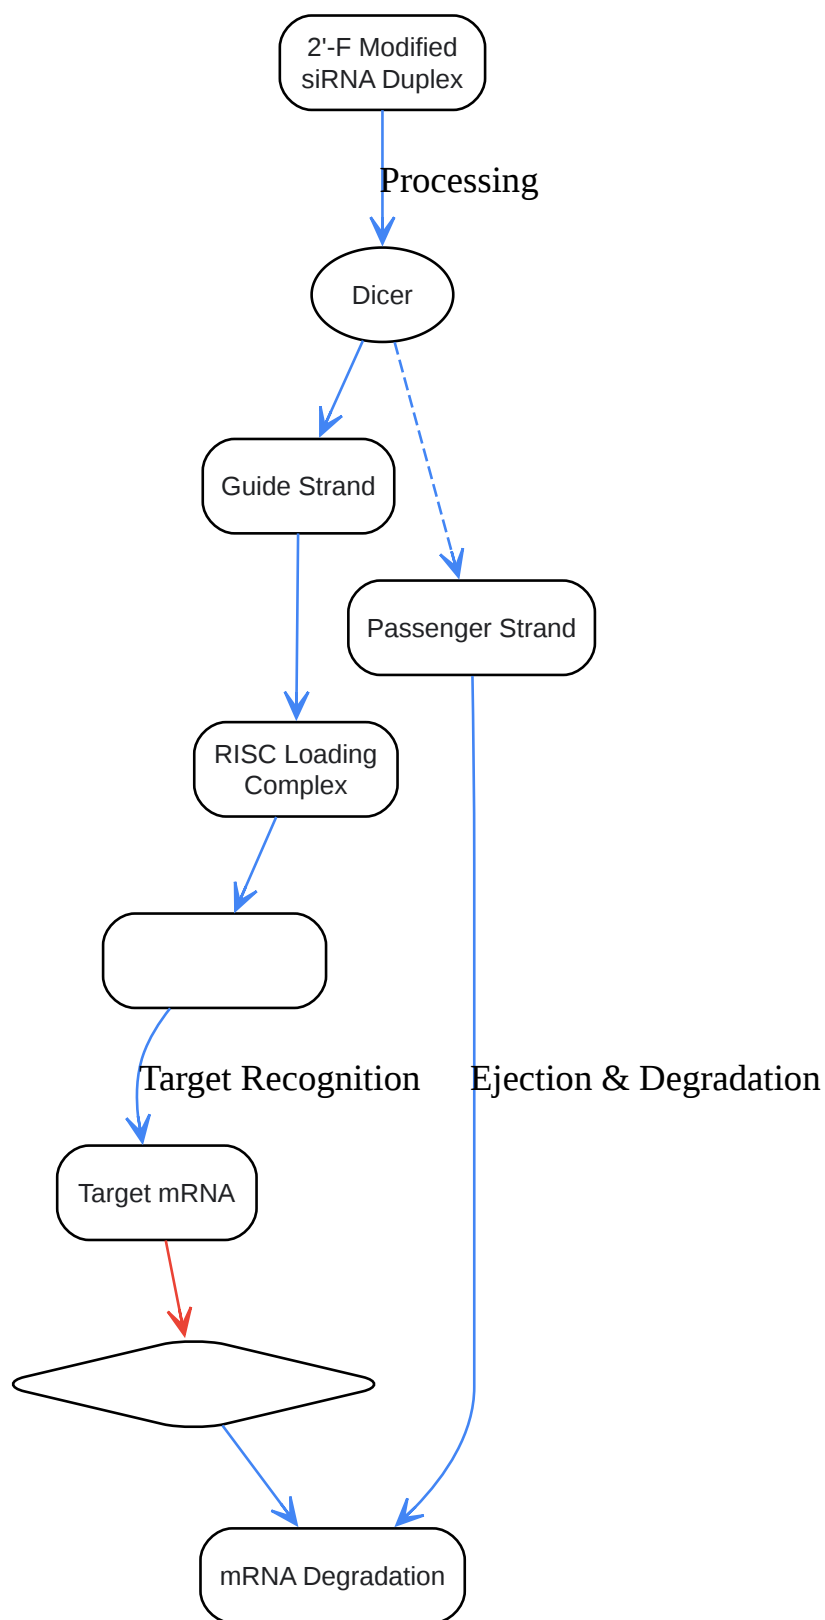 2'-F Modified
siRNA Duplex
Processing
Dicer
Guide Strand
Passenger Strand
RISC Loading
Complex
Target Recognition
Ejection & Degradation
Target mRNA
mRNA Degradation